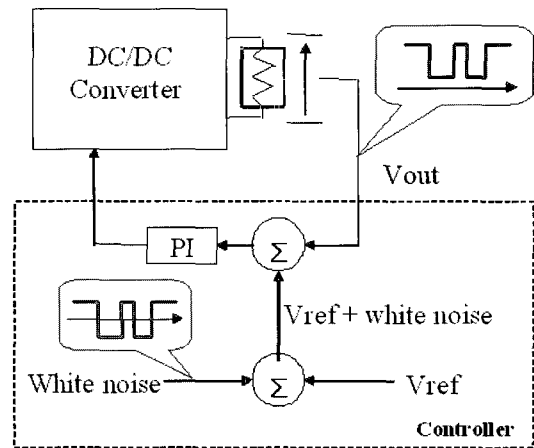 DC/DC
Converter
Vout
PI
Σ
Vref + white noise
White noise
Σ
Vref
Controller